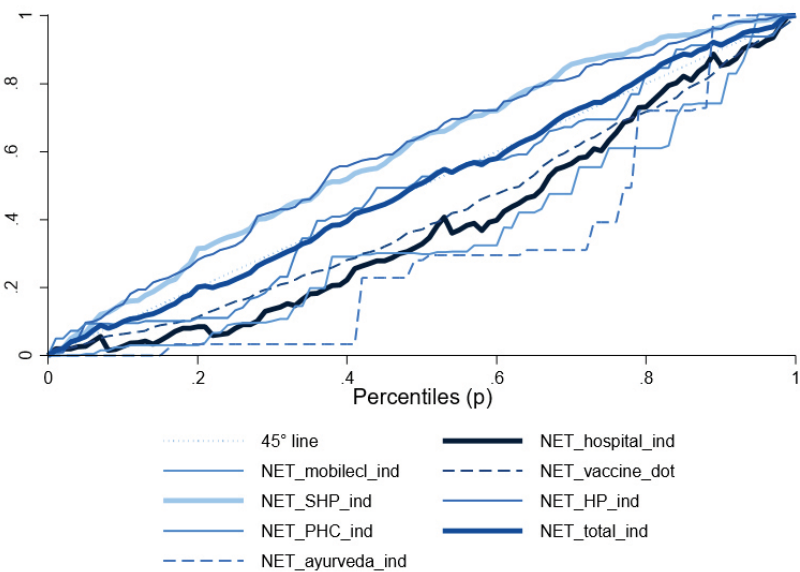 1
.8
.6
.4
.2
0
0 .2 .4 .6 .8 1
Percentiles (p)
45° line NET_hospital_ind
NET_mobilecl_ind NET_vaccine_dot
NET_SHP_ind NET_HP_ind
NET_PHC_ind NET_total_ind
NET_ayurveda_ind